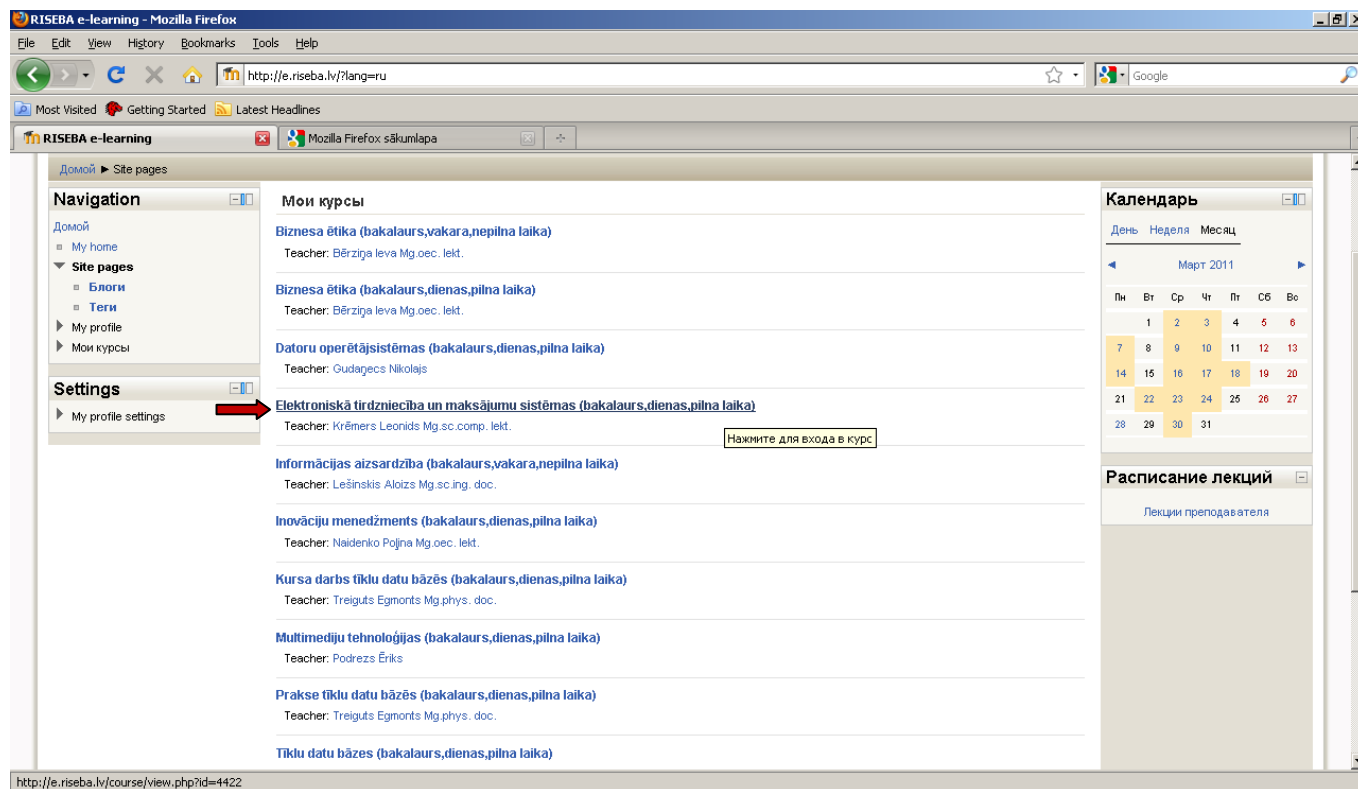 RISEBA e-learning - Mozilla Firefox
File Edit View History Bookmarks Tools Help
http://e.riseba.lv/?lang=ru
Google
Most Visited Getting Started Latest Headlines
RISEBA e-learning Mozilla Firefox sākumlapa
Домой ► Site pages
Navigation
Домой
My home
Site pages
Блоги
Теги
My profile
Мои курсы
Settings
My profile settings
Мои курсы
Biznesa ētika (bakalaurs,vakara,nepilna laika)
Teacher: Bērziņa Ieva Mg.oec. lekt.
Biznesa ētika (bakalaurs,dienas,pilna laika)
Teacher: Bērziņa Ieva Mg.oec. lekt.
Datoru operētājsistēmas (bakalaurs,dienas,pilna laika)
Teacher: Gudaņecs Nikolajs
Elektroniskā tirdzniecība un maksājumu sistēmas (bakalaurs,dienas,pilna laika)
Teacher: Krēmers Leonids Mg.sc.comp. lekt.
Нажмите для входа в курс
Informācijas aizsardzība (bakalaurs,vakara,nepilna laika)
Teacher: Lešinskis Aloizs Mg.sc.ing. doc.
Inovāciju menedžments (bakalaurs,dienas,pilna laika)
Teacher: Naidenko Poļina Mg.oec. lekt.
Kursa darbs tīklu datu bāzēs (bakalaurs,dienas,pilna laika)
Teacher: Treiguts Egmonts Mg.phys. doc.
Multimediju tehnoloģijas (bakalaurs,dienas,pilna laika)
Teacher: Podrezs Ēriks
Prakse tīklu datu bāzēs (bakalaurs,dienas,pilna laika)
Teacher: Treiguts Egmonts Mg.phys. doc.
Tīklu datu bāzes (bakalaurs,dienas,pilna laika)
Календарь
День Неделя Месяц
◄ Март 2011 ►
Пн Вт Ср Чт Пт Сб Вс
1 2 3 4 5 6
7 8 9 10 11 12 13
14 15 16 17 18 19 20
21 22 23 24 25 26 27
28 29 30 31
Расписание лекций
Лекции преподавателя
http://e.riseba.lv/course/view.php?id=4422